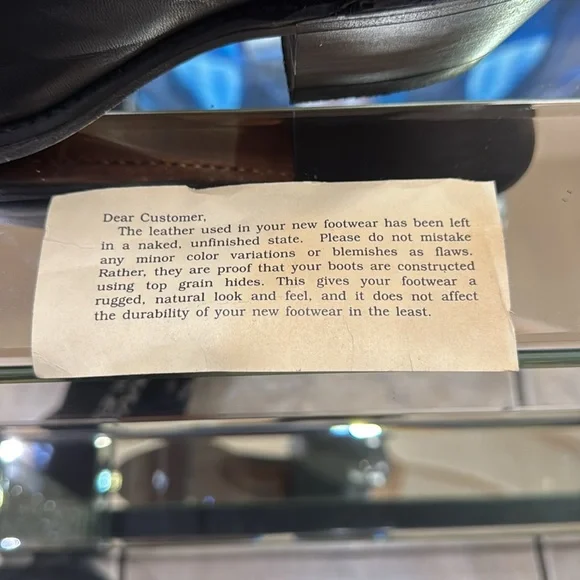 Dear Customer,
The leather used in your new footwear has been left
in a naked, unfinished state. Please do not mistake
any minor color variations or blemishes as flaws.
Rather, they are proof that your boots are constructed
using top grain hides. This gives your footwear a
rugged, natural look and feel, and it does not affect
the durability of your new footwear in the least.